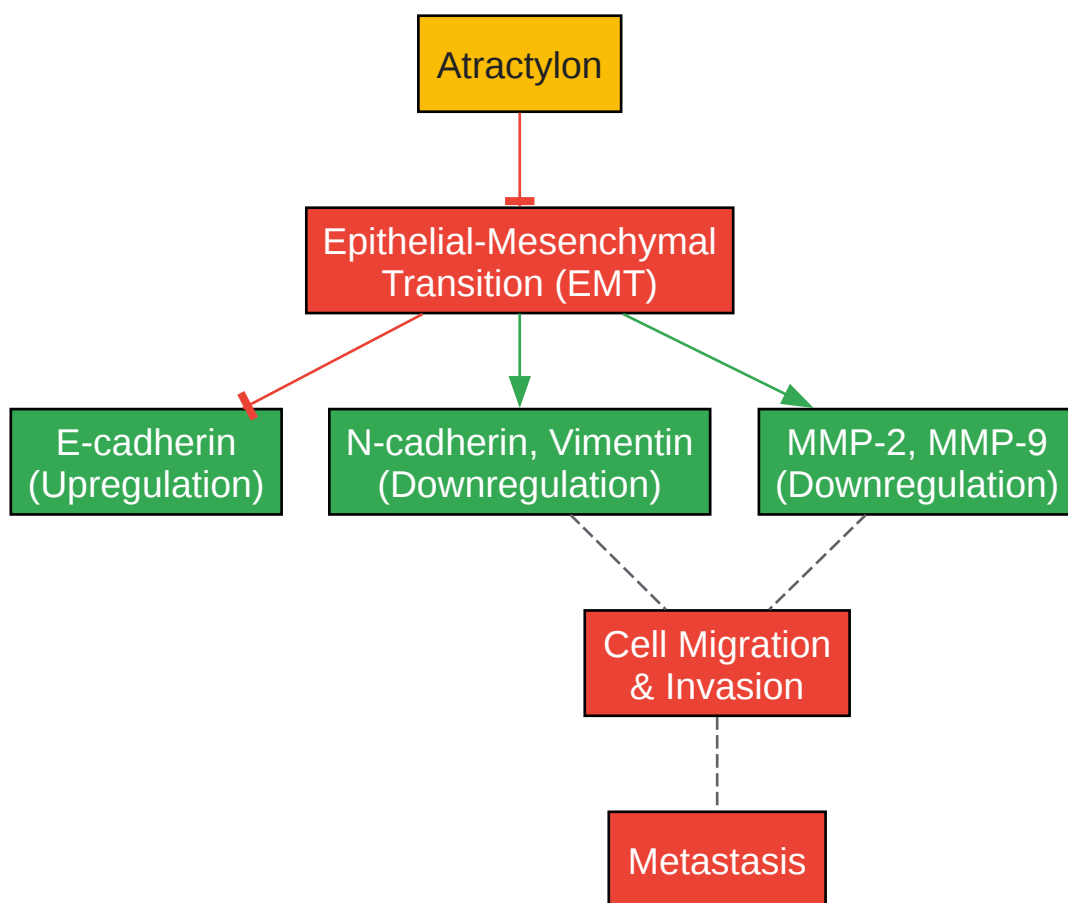 Atractylon
Epithelial-Mesenchymal
Transition (EMT)
E-cadherin
(Upregulation)
N-cadherin, Vimentin
(Downregulation)
MMP-2, MMP-9
(Downregulation)
Cell Migration
& Invasion
Metastasis